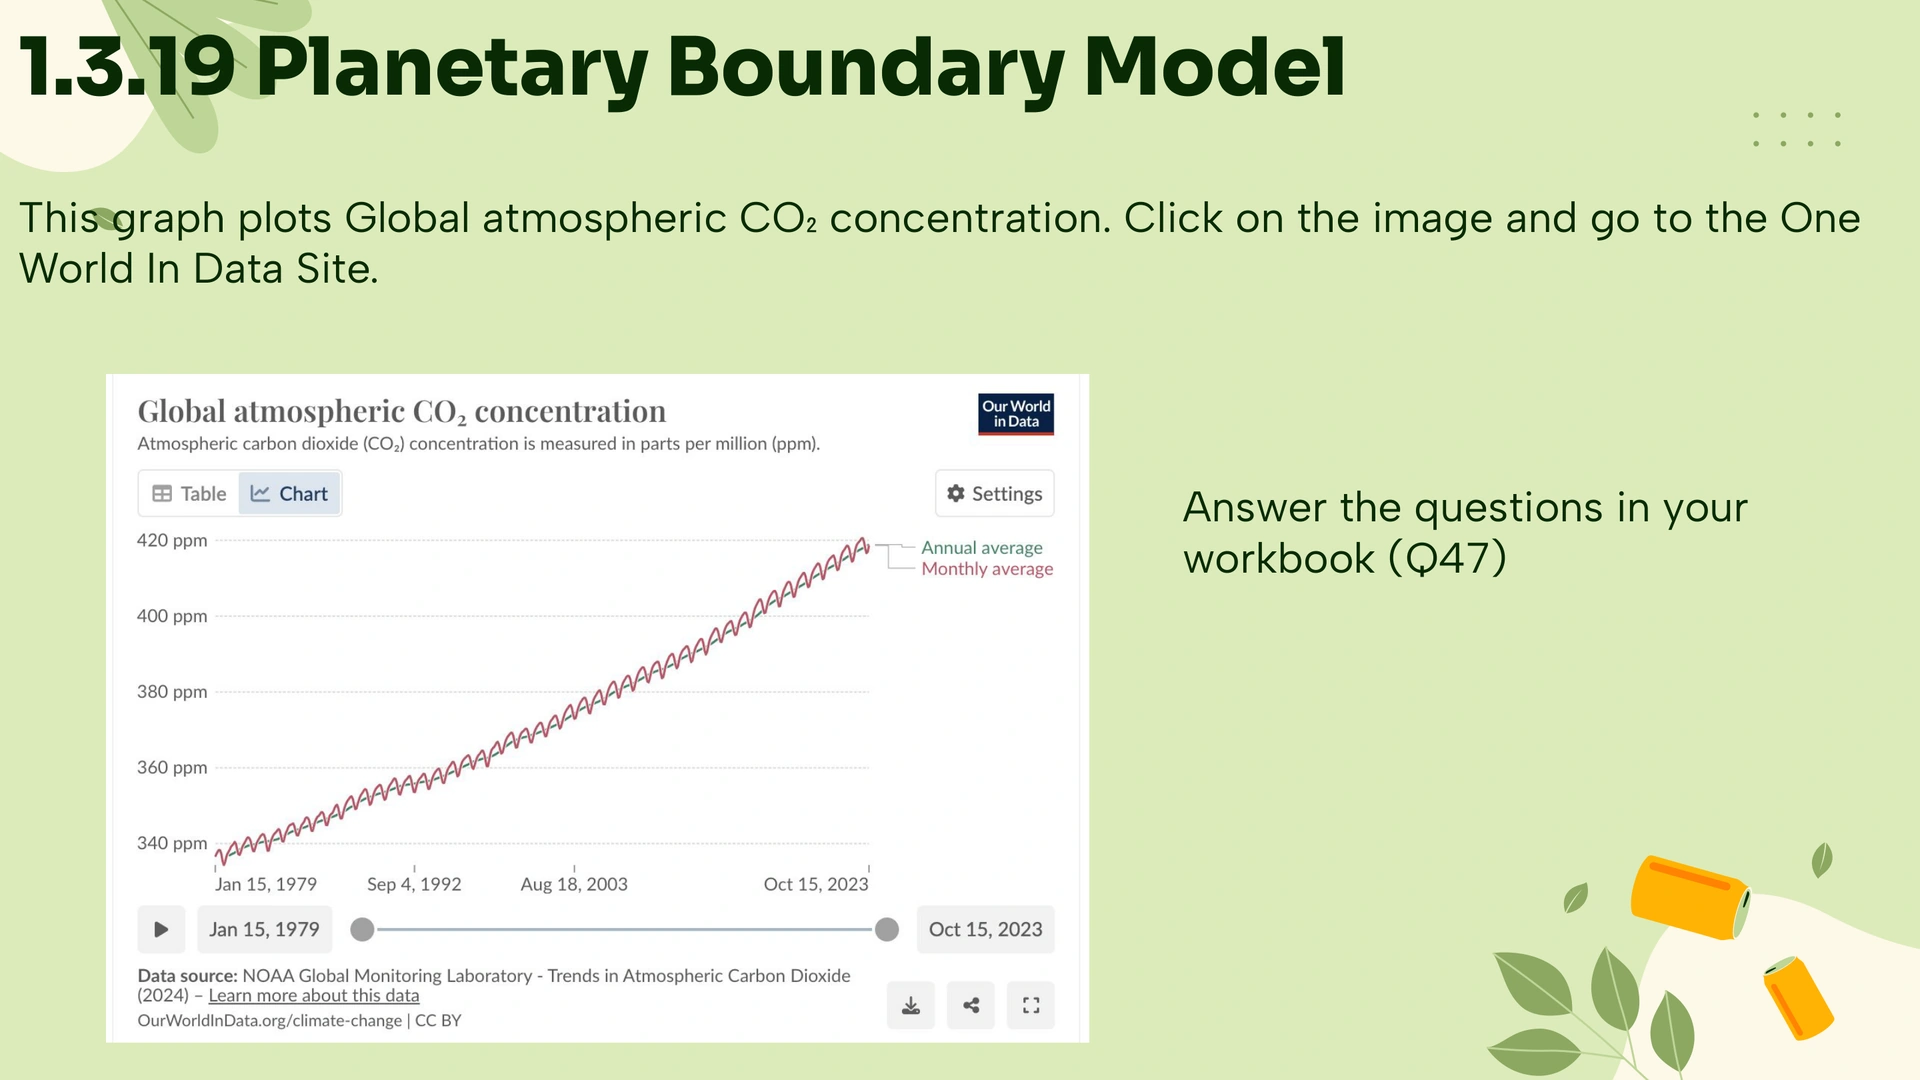 1.3.19 Planetary Boundary Model
This graph plots Global atmospheric CO₂ concentration. Click on the image and go to the One
World In Data Site.
Global atmospheric CO₂ concentration
Our World
in Data
Atmospheric carbon dioxide (CO₂) concentration is measured in parts per million (ppm).
Table
Chart
Settings
420 ppm
400 ppm
380 ppm
360 ppm
340 ppm
Annual average
Monthly average
Jan 15, 1979
Sep 4, 1992
Aug 18, 2003
Oct 15, 2023
Jan 15, 1979
Oct 15, 2023
Data source: NOAA Global Monitoring Laboratory - Trends in Atmospheric Carbon Dioxide
(2024) – Learn more about this data
OurWorldInData.org/climate-change | CC BY
Answer the questions in your
workbook (Q47)